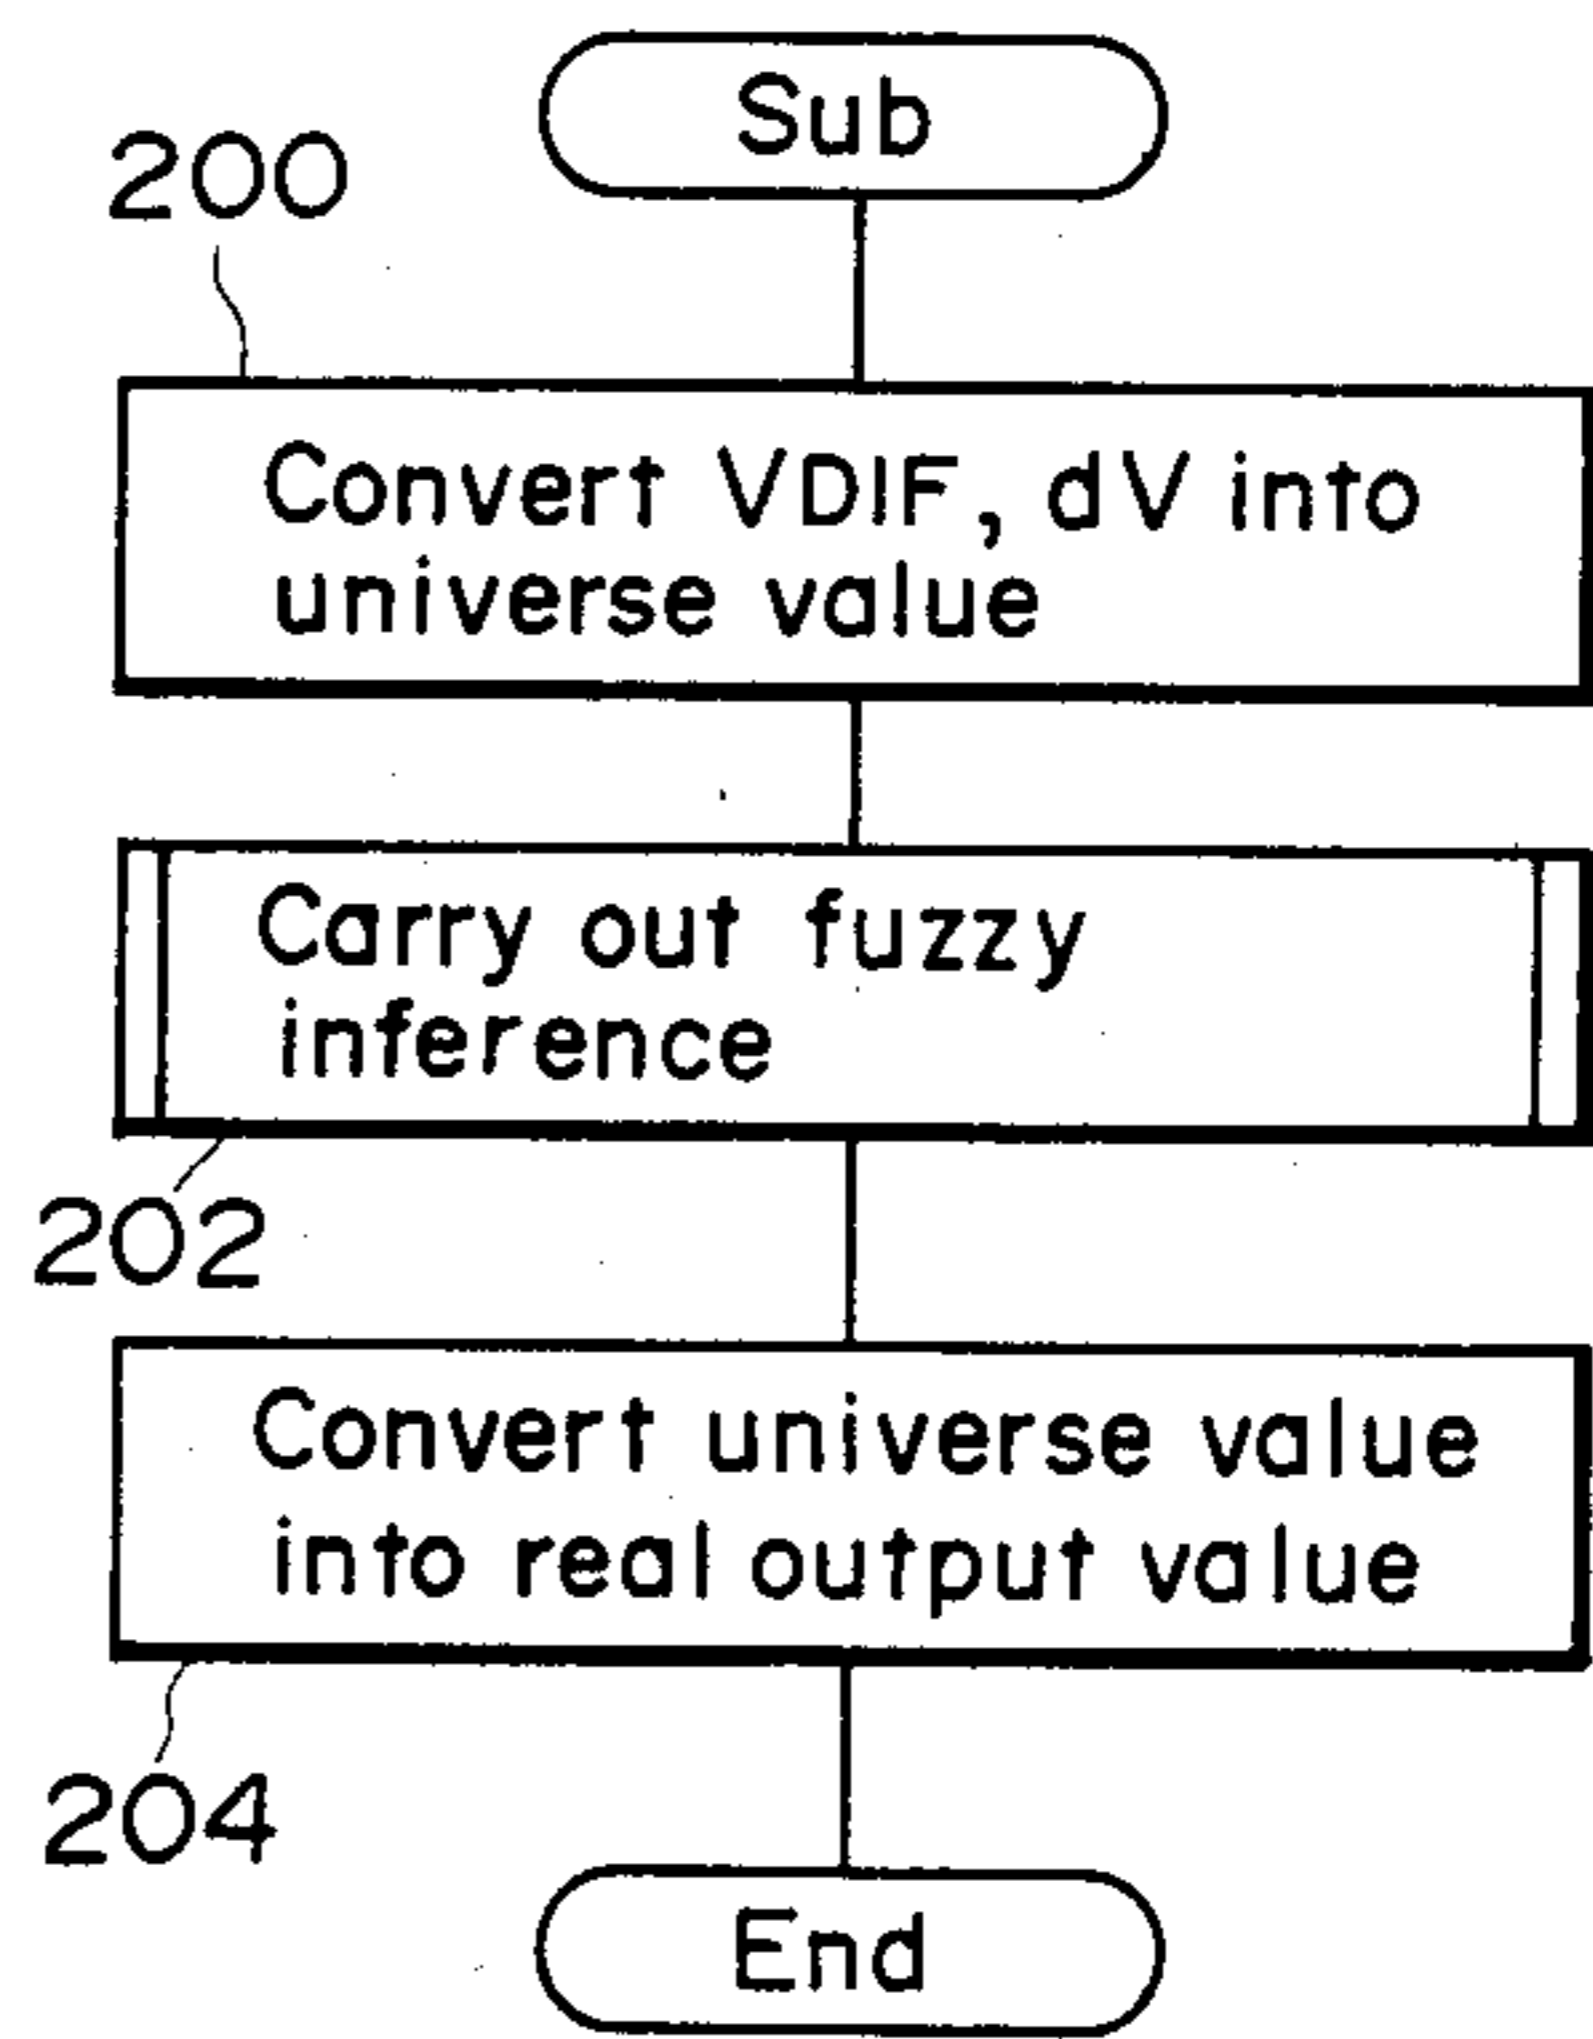 Sub
200
Convert VDIF, dV into
universe value
Carry out fuzzy
inference
202
Convert universe value
into real output value
204
End